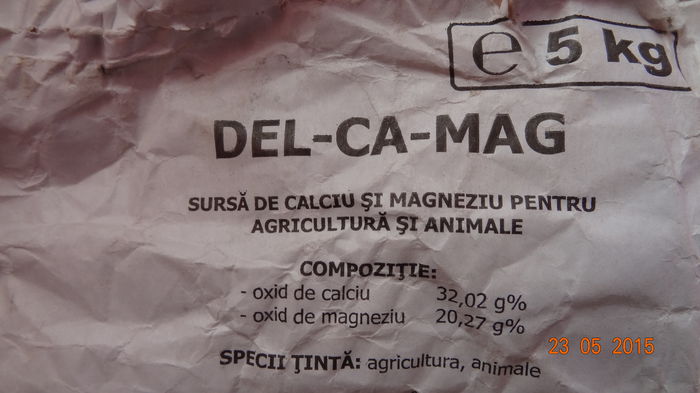 ℮ 5 kg
DEL-CA-MAG
SURSĂ DE CALCIU ŞI MAGNEZIU PENTRU
AGRICULTURĂ ŞI ANIMALE
COMPOZIŢIE:
- oxid de calciu 32,02 g%
- oxid de magneziu 20,27 g%
SPECII ŢINTĂ: agricultura, animale
23 05 2015